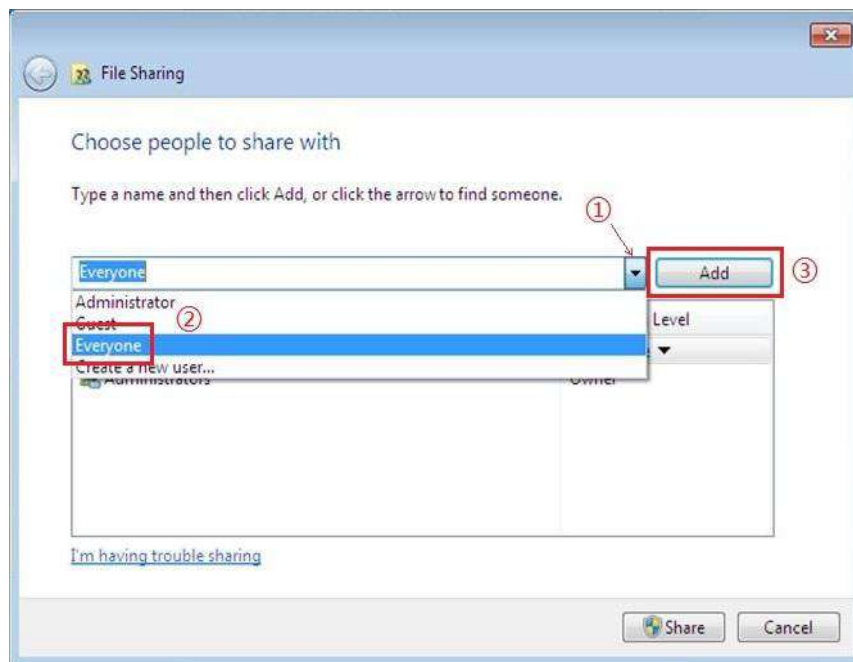 File Sharing
Choose people to share with
Type a name and then click Add, or click the arrow to find someone.
①
Everyone
Add
③
Administrator
②
Guest
Level
Everyone
Create a new user...
Administrators
Owner
I'm having trouble sharing
Share
Cancel